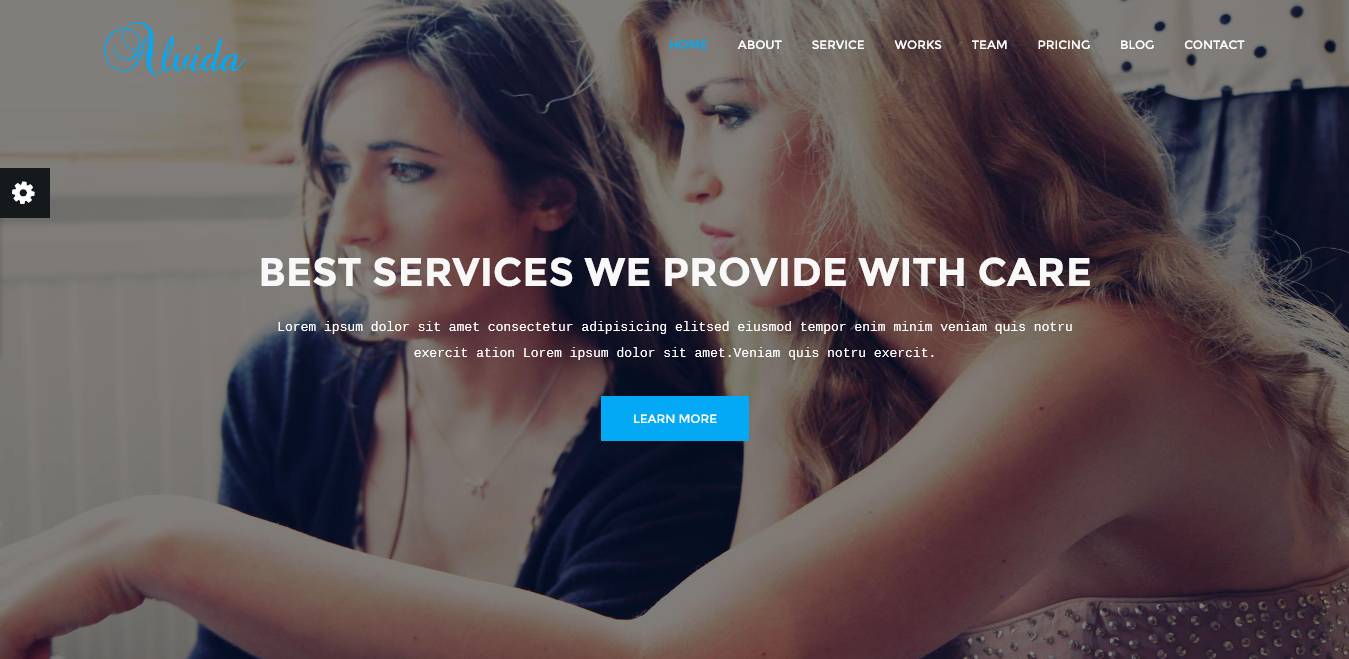 Alvida
HOME ABOUT SERVICE WORKS TEAM PRICING BLOG CONTACT
BEST SERVICES WE PROVIDE WITH CARE
Lorem ipsum dolor sit amet consectetur adipisicing elitsed eiusmod tempor enim minim veniam quis notru
exercit ation Lorem ipsum dolor sit amet.Veniam quis notru exercit.
LEARN MORE